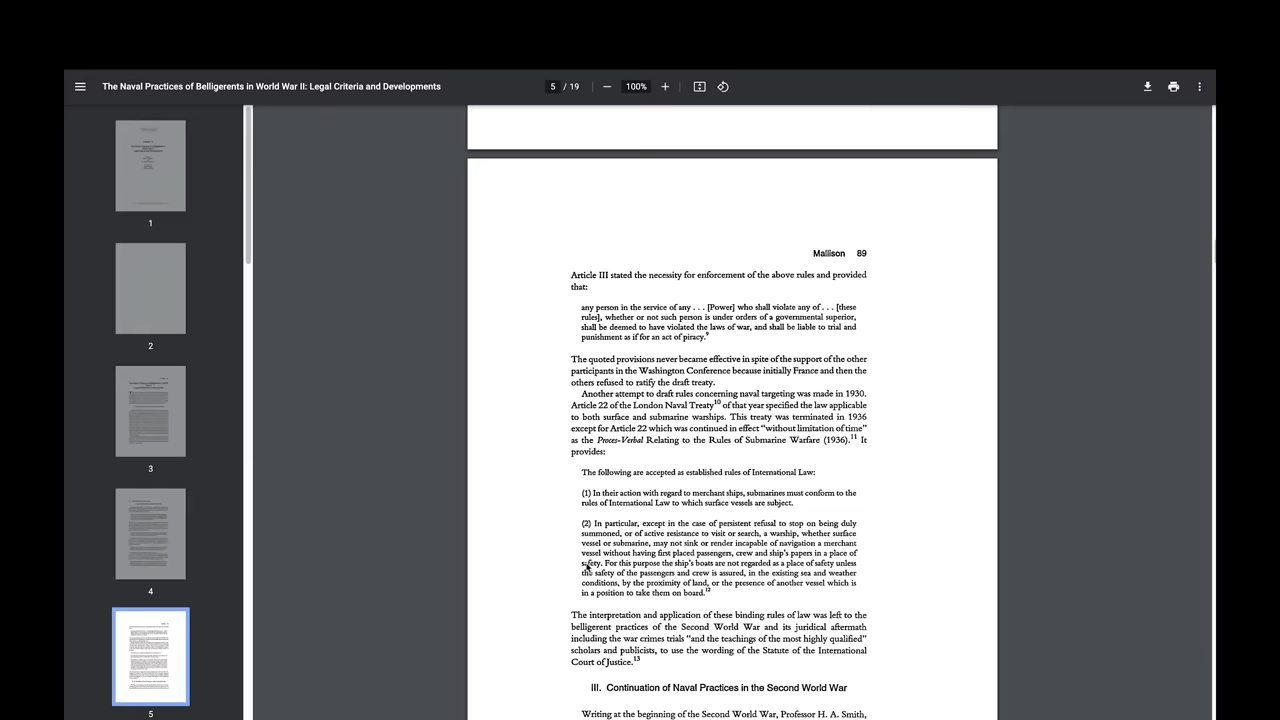 The Naval Practices of Belligerents in World War II: Legal Criteria and Developments
5 / 19
100%
1
2
3
4
5
Mallison 89
Article III stated the necessity for enforcement of the above rules and provided
that:
any person in the service of any . . . [Power] who shall violate any of . . . [these
rules], whether or not such person is under orders of a governmental superior,
shall be deemed to have violated the laws of war, and shall be liable to trial and
punishment as if for an act of piracy.9
The quoted provisions never became effective in spite of the support of the other
participants in the Washington Conference because initially France and then the
others refused to ratify the draft treaty.
Another attempt to draft rules concerning naval targeting was made in 1930.
Article 22 of the London Naval Treaty10 of that year specified the law applicable
to both surface and submarine warships. This treaty was terminated in 1936
except for Article 22 which was continued in effect "without limitation of time"
as the Proces-Verbal Relating to the Rules of Submarine Warfare (1936).11 It
provides:
The following are accepted as established rules of International Law:
(1) In their action with regard to merchant ships, submarines must conform to the
rules of International Law to which surface vessels are subject.
(2) In particular, except in the case of persistent refusal to stop on being duly
summoned, or of active resistance to visit or search, a warship, whether surface
vessel or submarine, may not sink or render incapable of navigation a merchant
vessel without having first placed passengers, crew and ship's papers in a place of
safety. For this purpose the ship's boats are not regarded as a place of safety unless
the safety of the passengers and crew is assured, in the existing sea and weather
conditions, by the proximity of land, or the presence of another vessel which is
in a position to take them on board.12
The interpretation and application of these binding rules of law was left to the
belligerent practices of the Second World War and its juridical aftermath
including the war crimes trials "and the teachings of the most highly qualified"
scholars and publicists, to use the wording of the Statute of the International
Court of Justice.13
III. Continuation of Naval Practices in the Second World War
Writing at the beginning of the Second World War, Professor H. A. Smith,